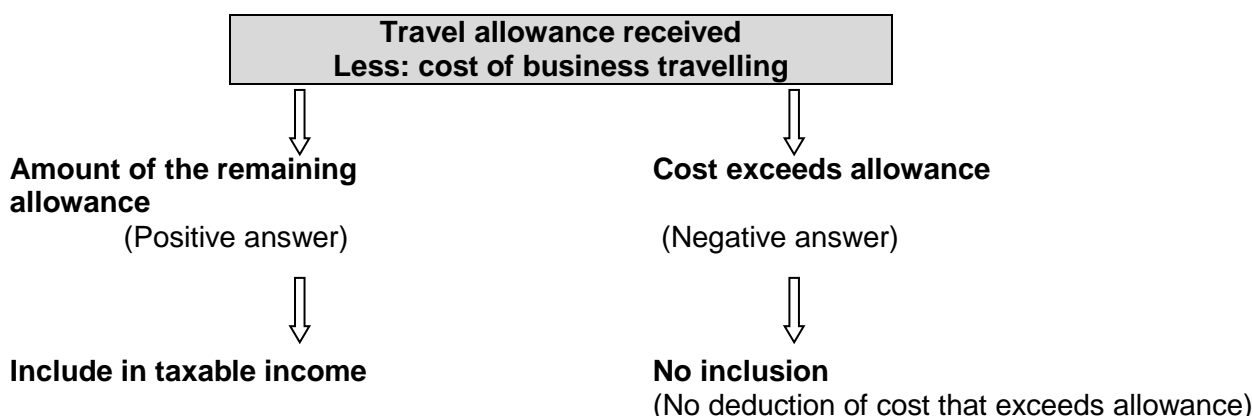 Travel allowance received
Less: cost of business travelling
Amount of the remaining
allowance
(Positive answer)
Cost exceeds allowance
(Negative answer)
Include in taxable income
No inclusion
(No deduction of cost that exceeds allowance)